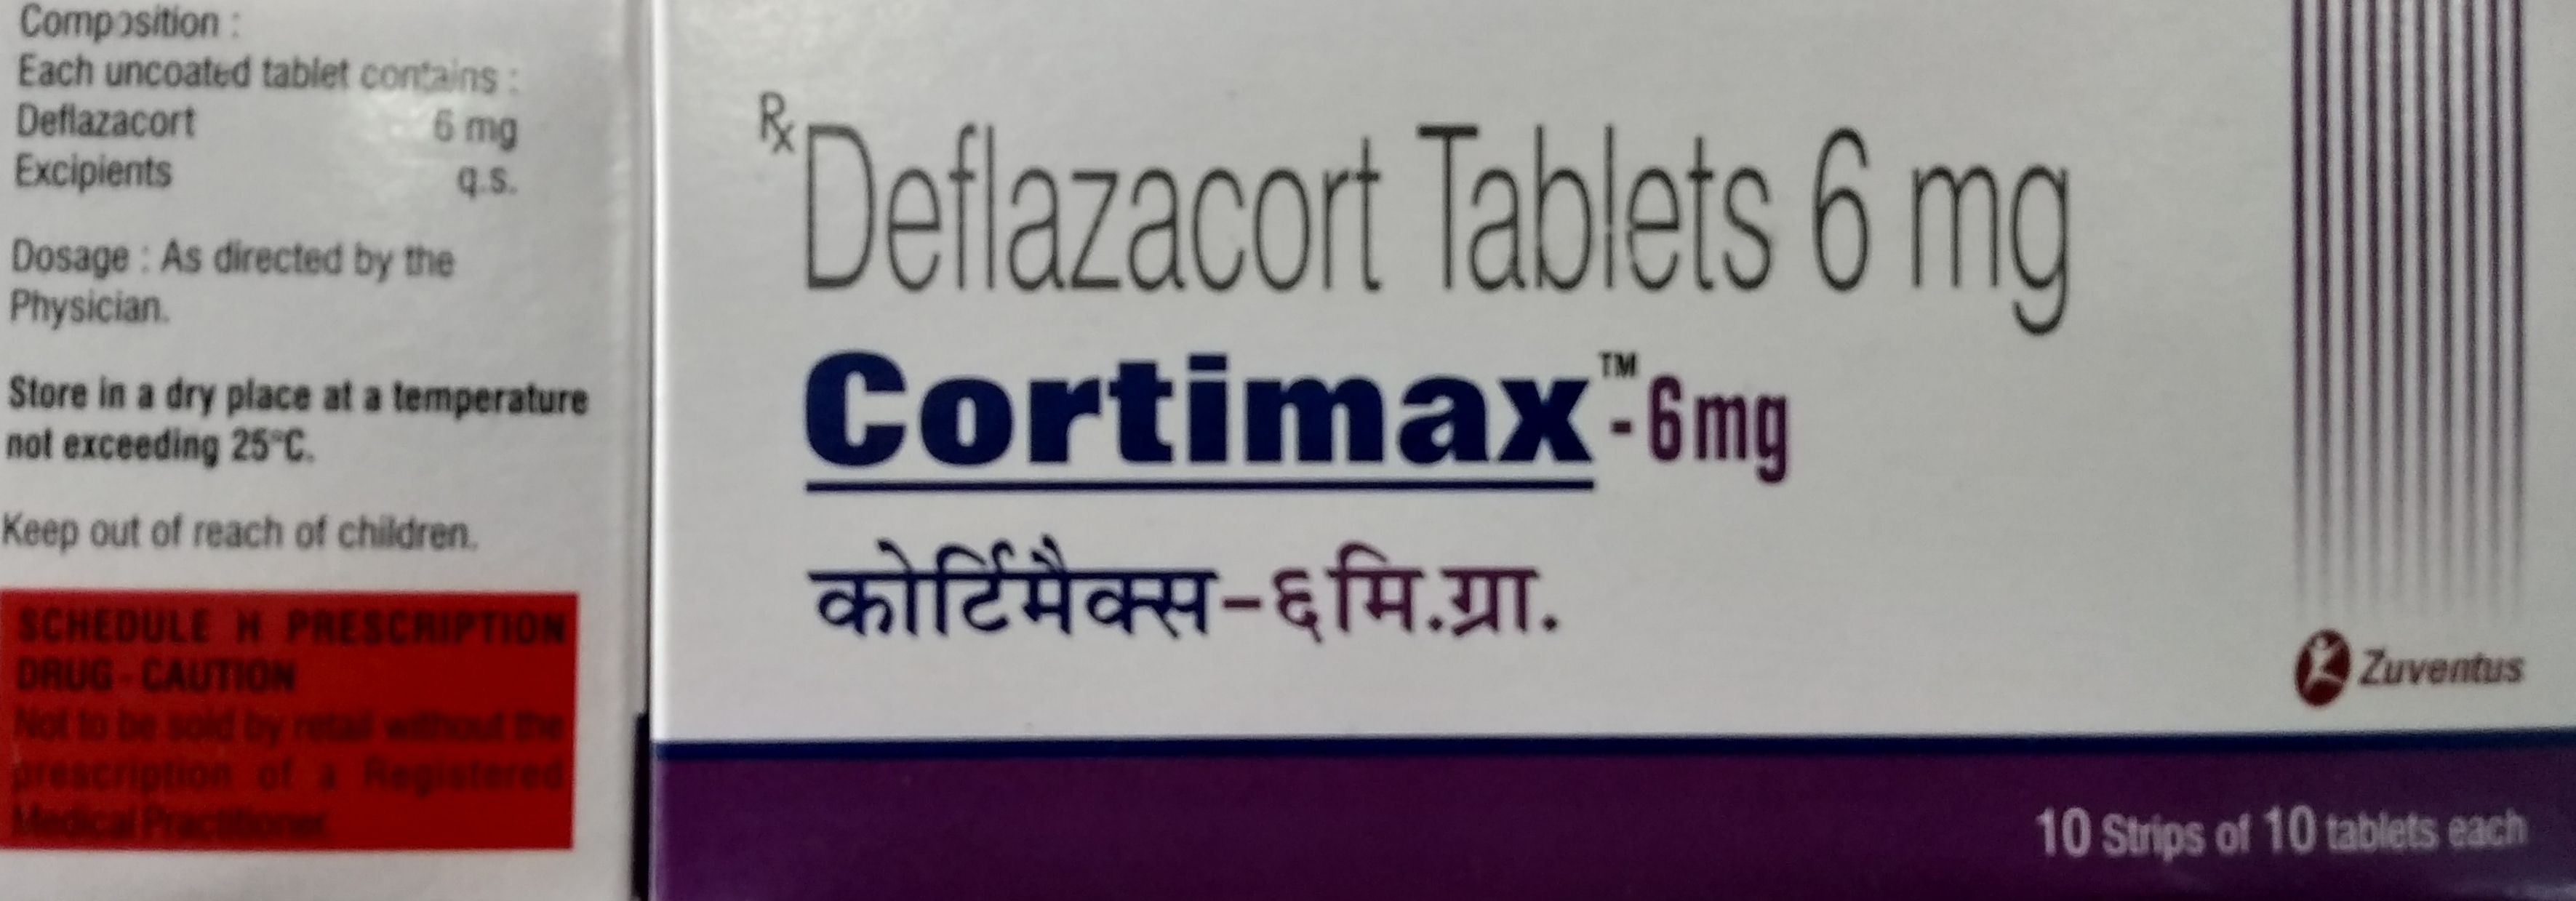 Composition :
Each uncoated tablet contains :
Deflazacort 6 mg
Excipients q.s.
Dosage : As directed by the
Physician.
Store in a dry place at a temperature
not exceeding 25°C.
Keep out of reach of children.
SCHEDULE H PRESCRIPTION
DRUG - CAUTION
Not to be sold by retail without the
prescription of a Registered
Medical Practitioner.
Rx Deflazacort Tablets 6 mg
Cortimax™-6mg
कोर्टिमैक्स-६मि.ग्रा.
Zuventus
10 Strips of 10 tablets each